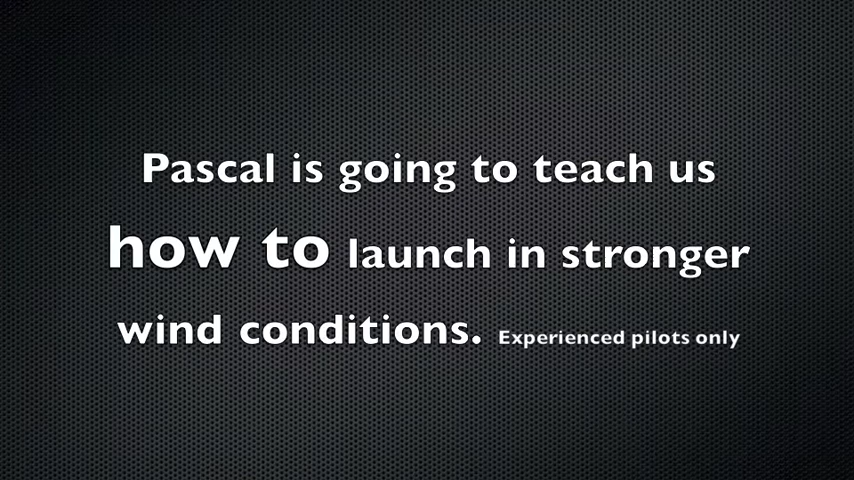 Pascal is going to teach us
how to launch in stronger
wind conditions. Experienced pilots only